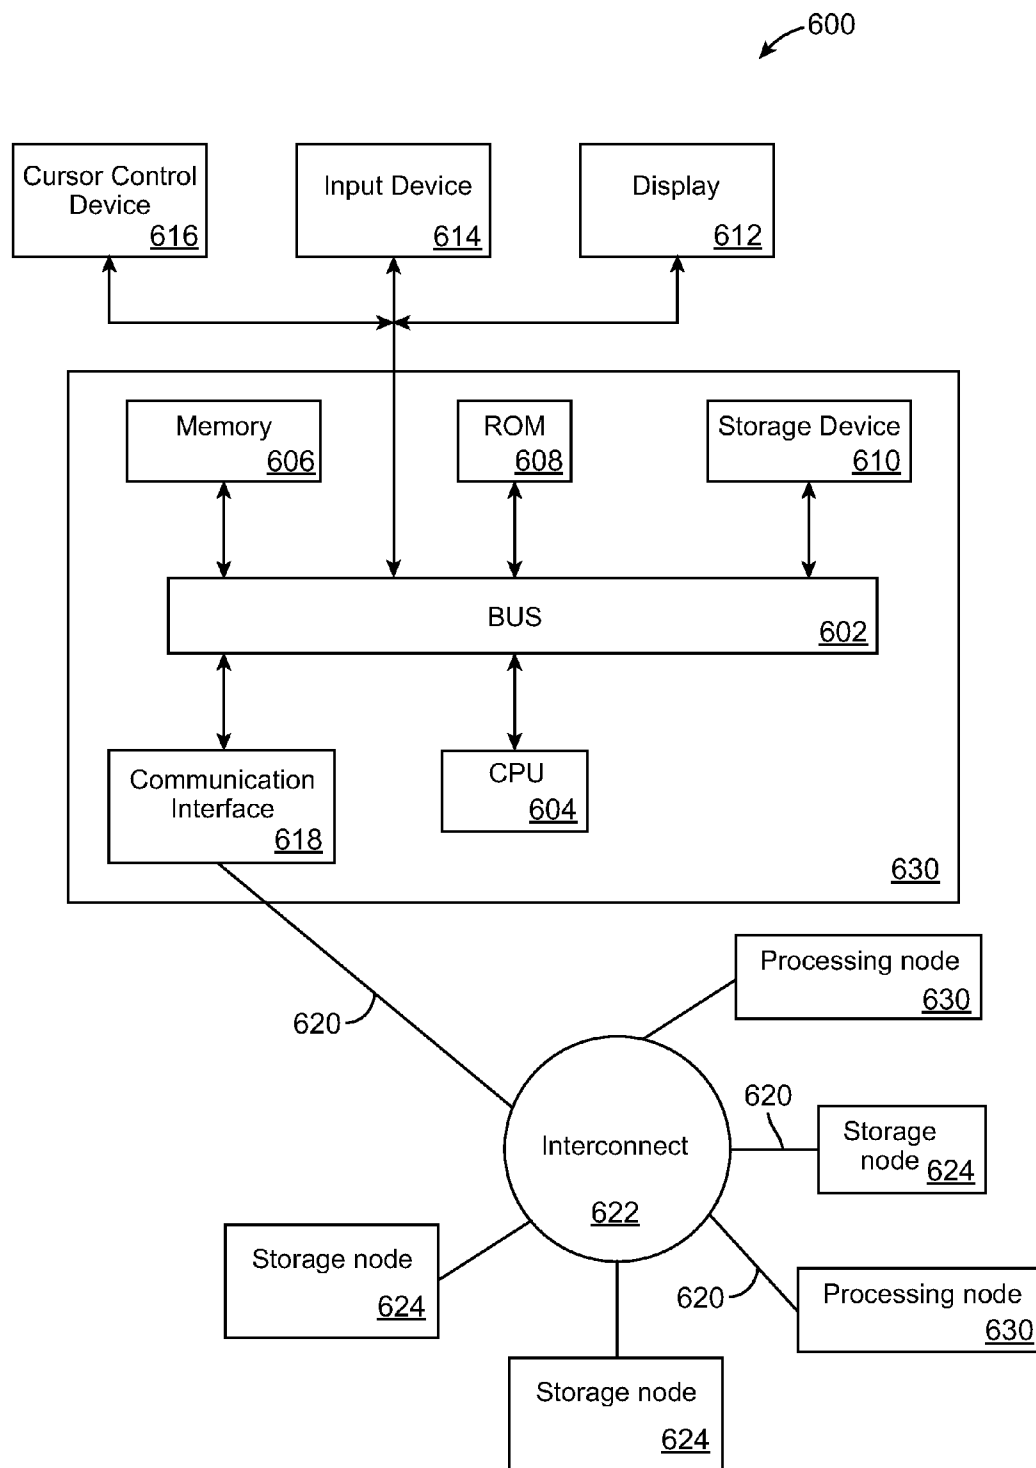 600
Cursor Control
Device
616
Input Device
614
Display
612
Memory
606
ROM
608
Storage Device
610
BUS
602
Communication
Interface
618
CPU
604
630
620
Processing node
630
Interconnect
622
620
Storage
node
624
Storage node
624
620
Processing node
630
Storage node
624